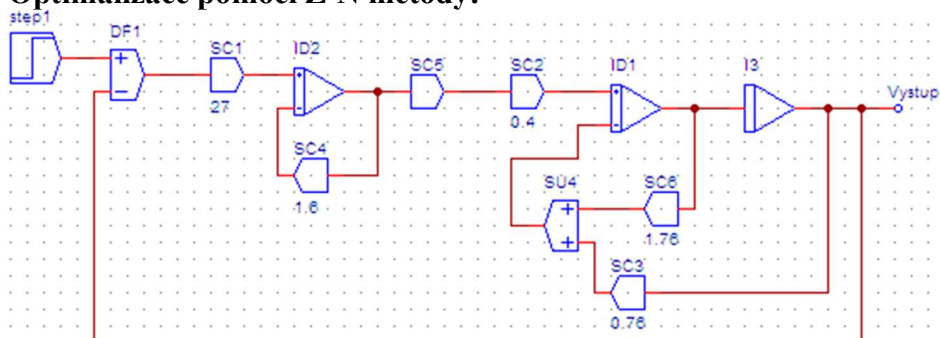 Optimalizace pomocí Z-N metody:
step1
DF1
SC1
ID2
SC5
SC2
ID1
I3
Vystup
27
0.4
SC4
1.6
SU4
SC6
1.76
SC3
0.76